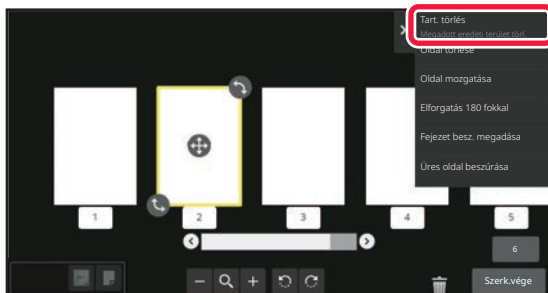 Tart. törlés
Megadott eredeti terület törl.
Oldal törlése
Oldal mozgatása
Elforgatás 180 fokkal
Fejezet besz. megadása
Üres oldal beszúrása
1
2
3
4
5
6
Szerk.vége